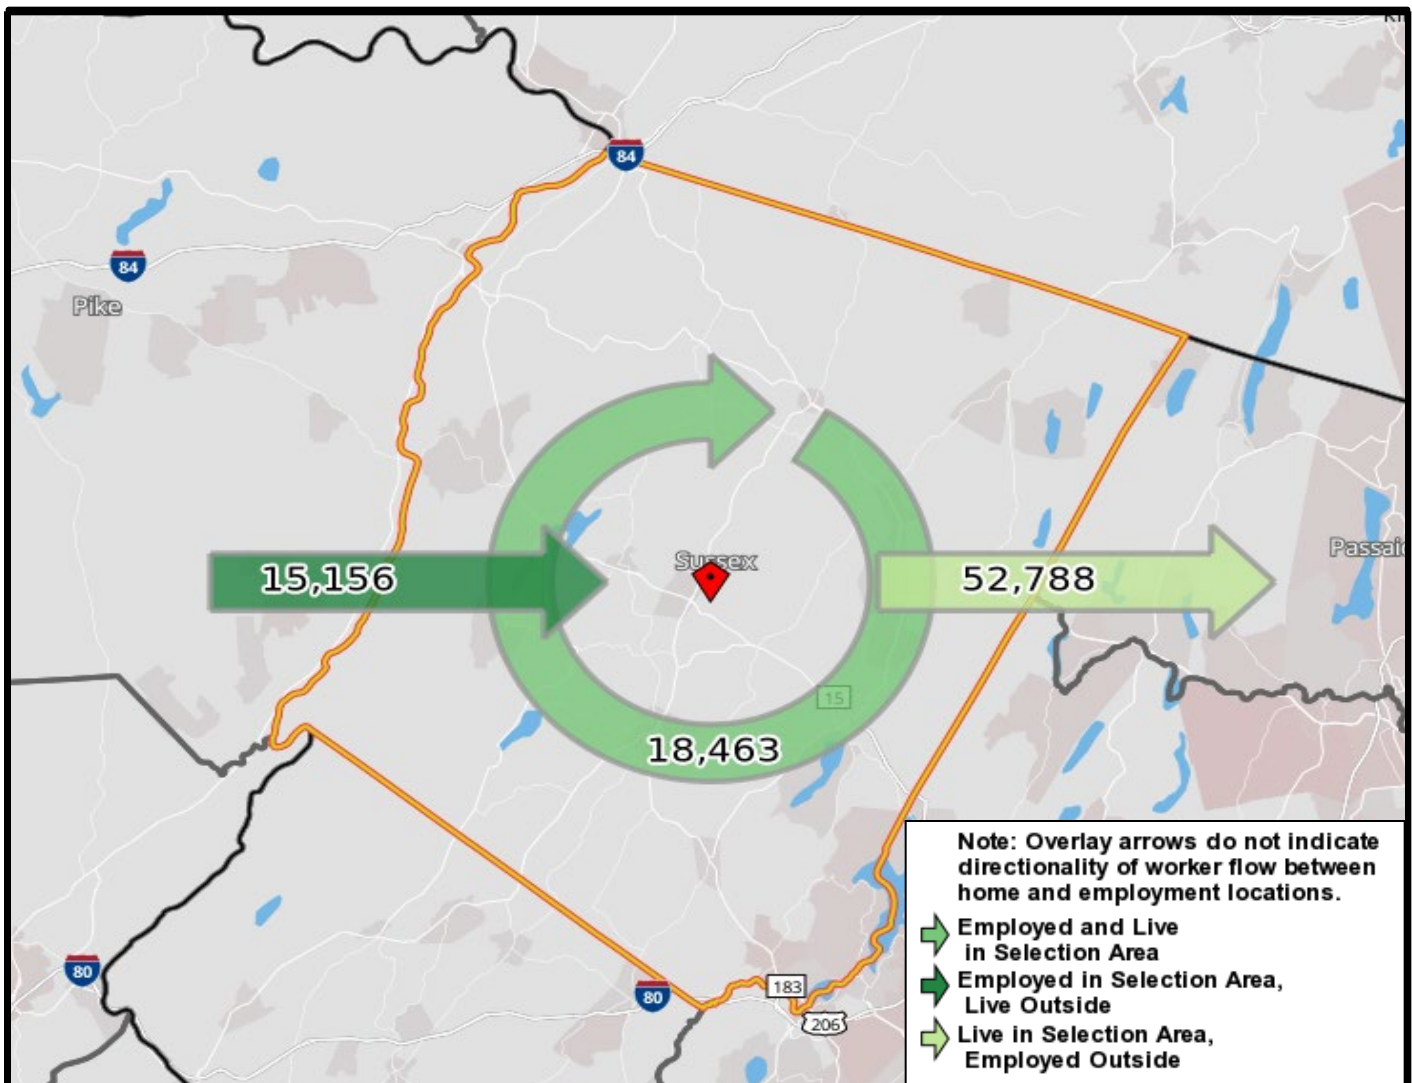 84
84
Pike
Sussex
Passaic
15,156
52,788
15
18,463
80
80
183
206
Note: Overlay arrows do not indicate
directionality of worker flow between
home and employment locations.
Employed and Live
in Selection Area
Employed in Selection Area,
Live Outside
Live in Selection Area,
Employed Outside